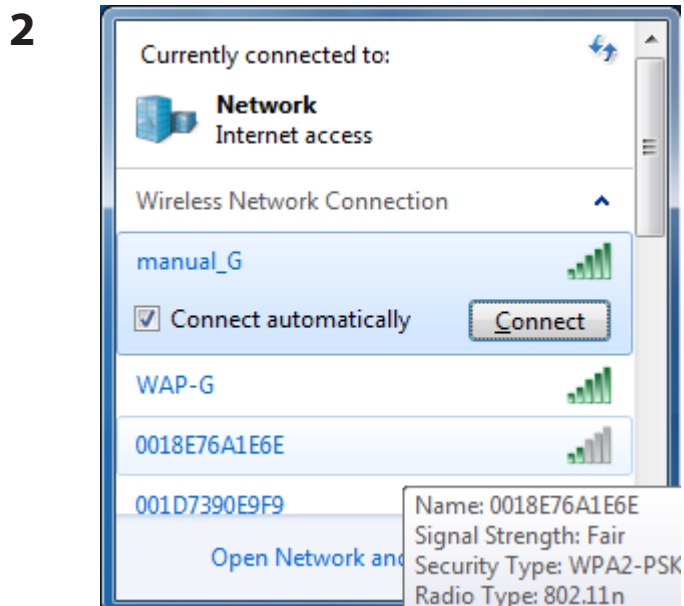 2
Currently connected to:
Network
Internet access
Wireless Network Connection
manual_G
Connect automatically
Connect
WAP-G
0018E76A1E6E
001D7390E9F9
Open Network and
Name: 0018E76A1E6E
Signal Strength: Fair
Security Type: WPA2-PSK
Radio Type: 802.11n